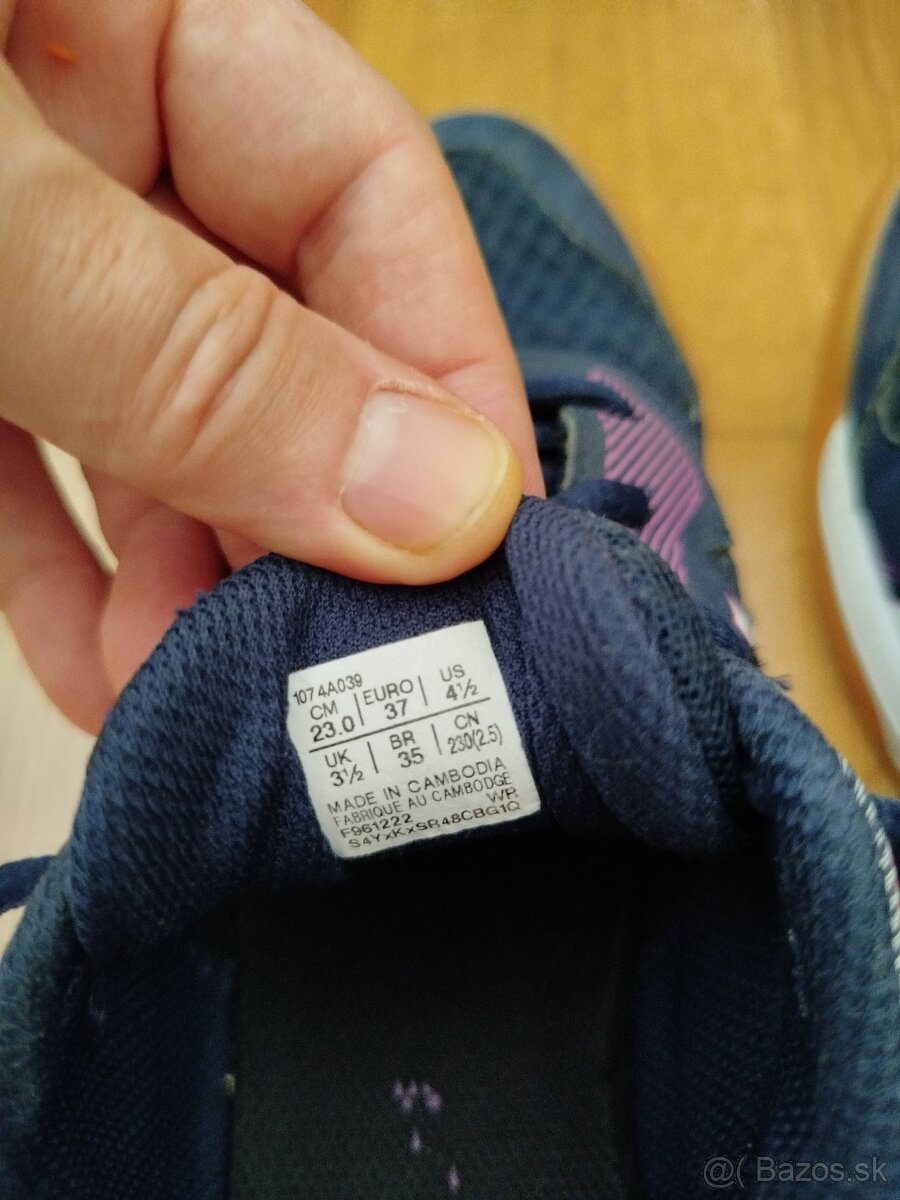 1074A039
CM EURO US
23.0 37 4½
UK BR CN
3½ 35 230(2.5)
MADE IN CAMBODIA
FABRIQUE AU CAMBODGE
F961222 WR
S4YxKxSR48CBG1Q
@( Bazos.sk